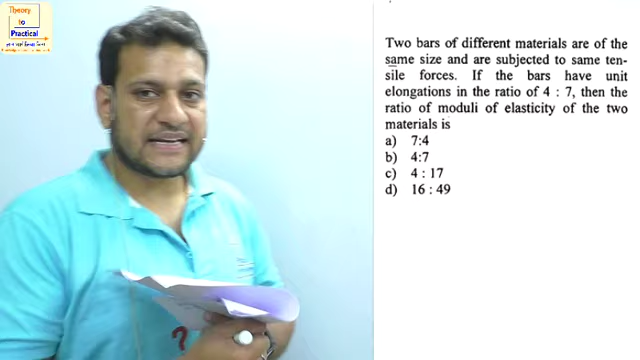 Theory
to
Practical
Two bars of different materials are of the
same size and are subjected to same ten-
sile forces. If the bars have unit
elongations in the ratio of 4 : 7, then the
ratio of moduli of elasticity of the two
materials is
a) 7:4
b) 4:7
c) 4 : 17
d) 16 : 49
?